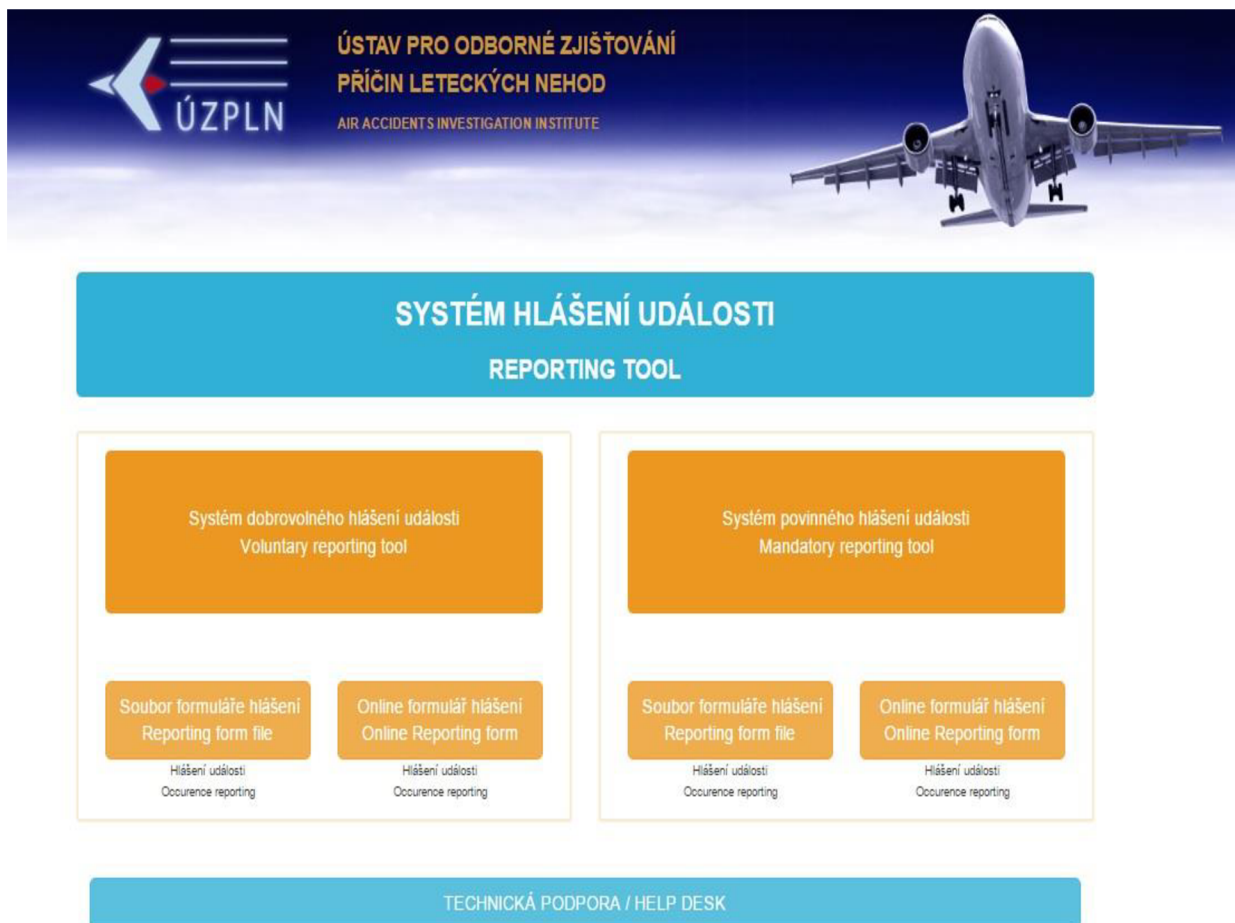 ÚZPLN
ÚSTAV PRO ODBORNÉ ZJIŠŤOVÁNÍ
PŘÍČIN LETECKÝCH NEHOD
AIR ACCIDENTS INVESTIGATION INSTITUTE
SYSTÉM HLÁŠENÍ UDÁLOSTI
REPORTING TOOL
Systém dobrovolného hlášení události
Voluntary reporting tool
Soubor formuláře hlášení
Reporting form file
Hlášení události
Occurence reporting
Online formulář hlášení
Online Reporting form
Hlášení události
Occurence reporting
Systém povinného hlášení události
Mandatory reporting tool
Soubor formuláře hlášení
Reporting form file
Hlášení události
Occurence reporting
Online formulář hlášení
Online Reporting form
Hlášení události
Occurence reporting
TECHNICKÁ PODPORA / HELP DESK